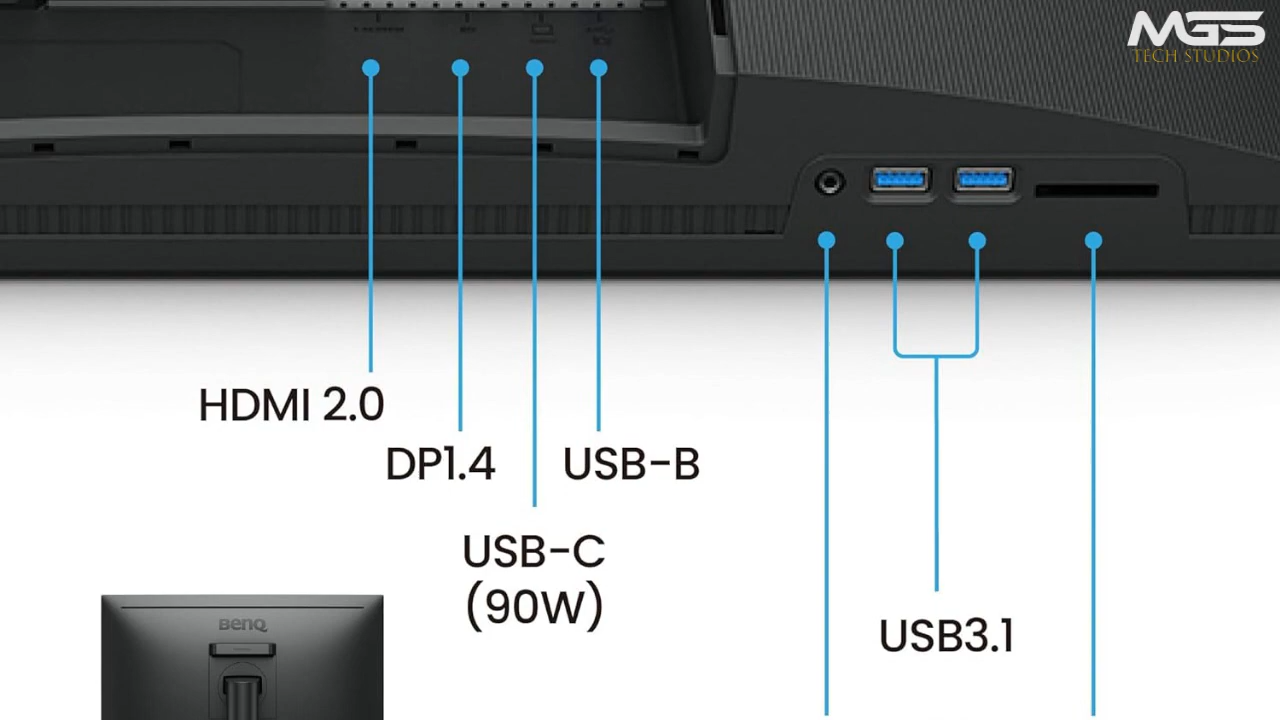 MGS
TECH STUDIOS
HDMI 2.0
DP1.4
USB-B
USB-C
(90W)
USB3.1
BenQ